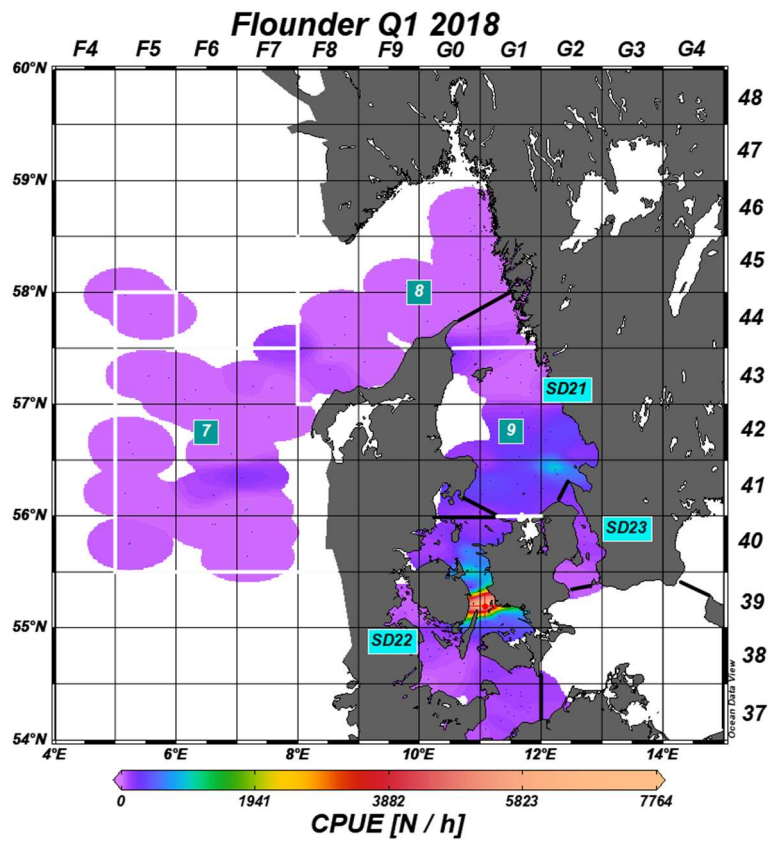 Flounder Q1 2018
F4 F5 F6 F7 F8 F9 G0 G1 G2 G3 G4
60°N
48
47
59°N
46
45
58°N
8
44
43
SD21
57°N
7
9
42
41
56°N
SD23
40
39
55°N
SD22
38
37
54°N
4°E 6°E 8°E 10°E 12°E 14°E
Ocean Data View
0 1941 3882 5823 7764
CPUE [N / h]